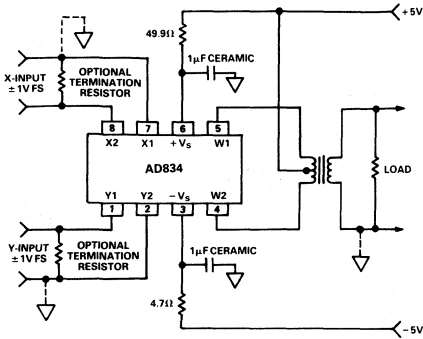 +5V
49.9Ω
1µF CERAMIC
X-INPUT
± 1V FS
OPTIONAL
TERMINATION
RESISTOR
8 7 6 5
X2 X1 +VS W1
AD834
Y1 Y2 −VS W2
1 2 3 4
LOAD
Y-INPUT
± 1V FS
OPTIONAL
TERMINATION
RESISTOR
1µF CERAMIC
4.7Ω
−5V